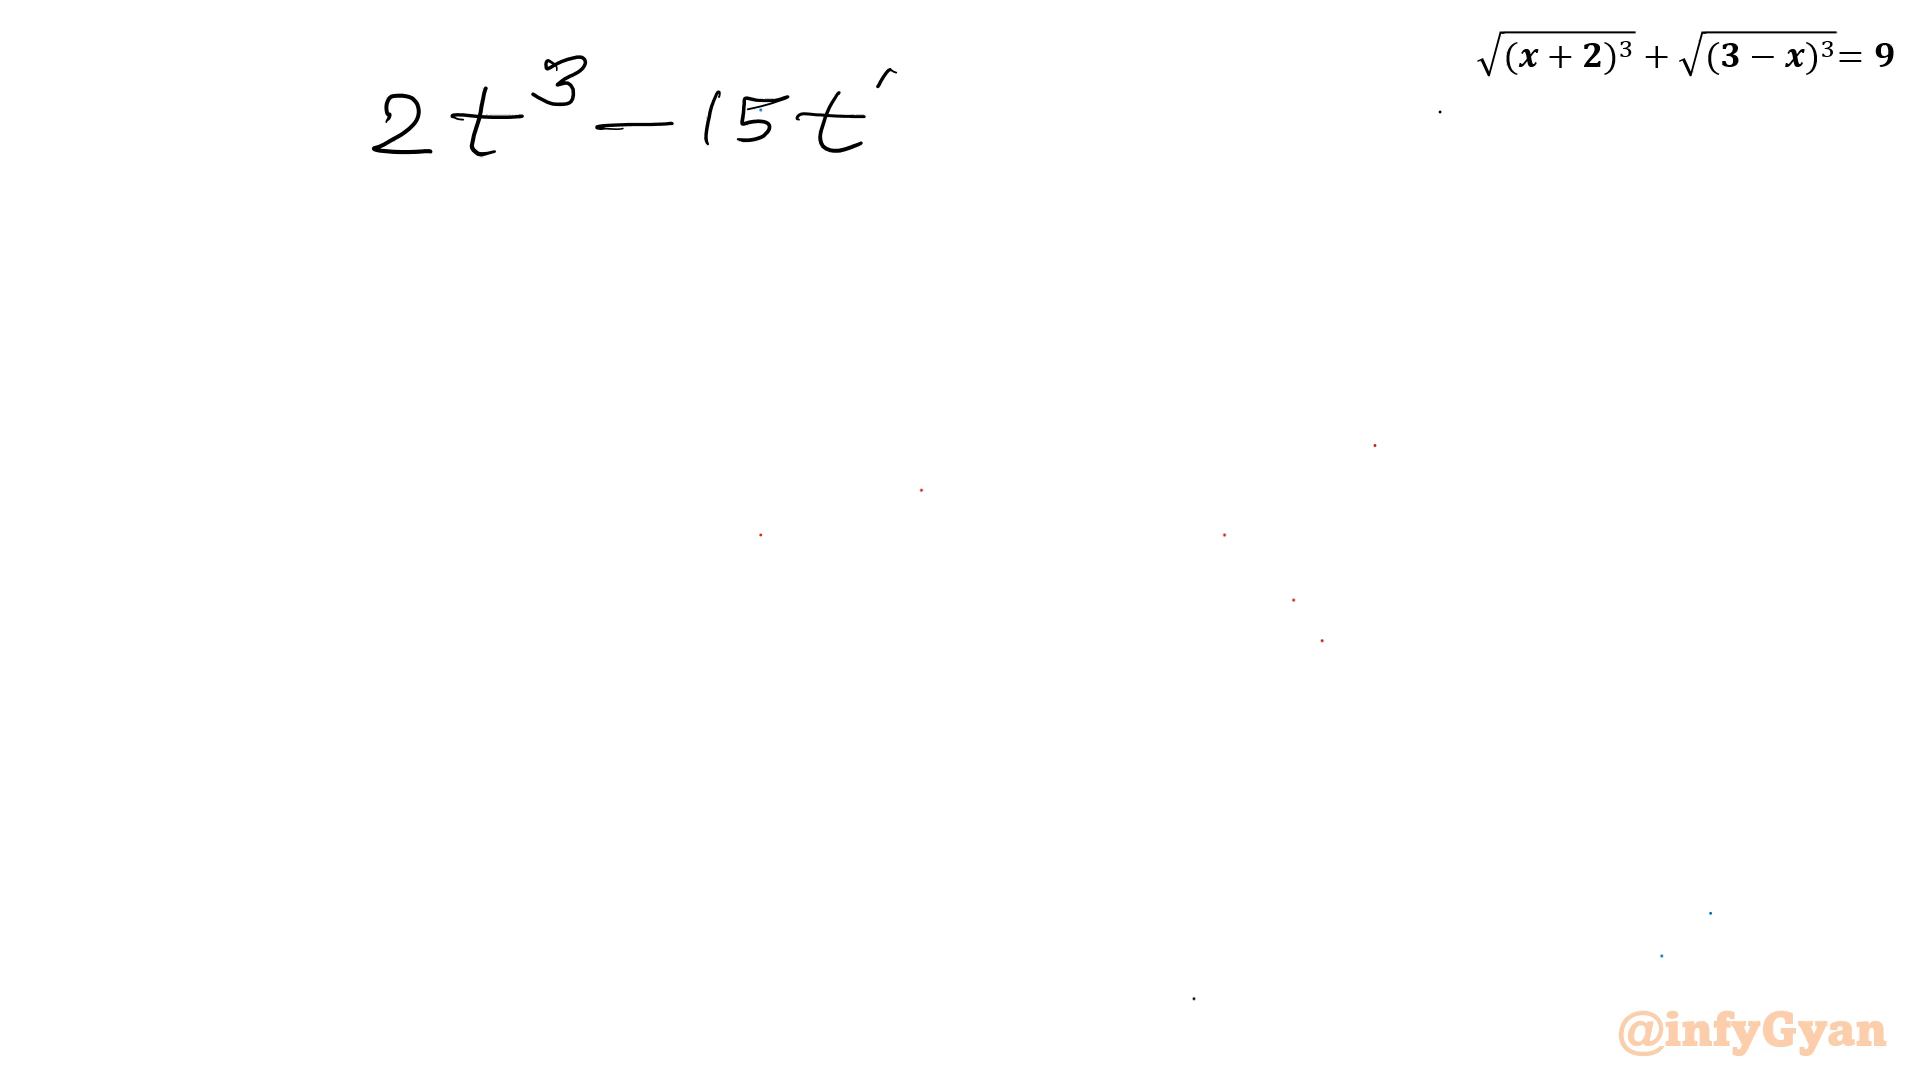 √(x + 2)³ + √(3 − x)³ = 9
2t³ − 15t
@infyGyan